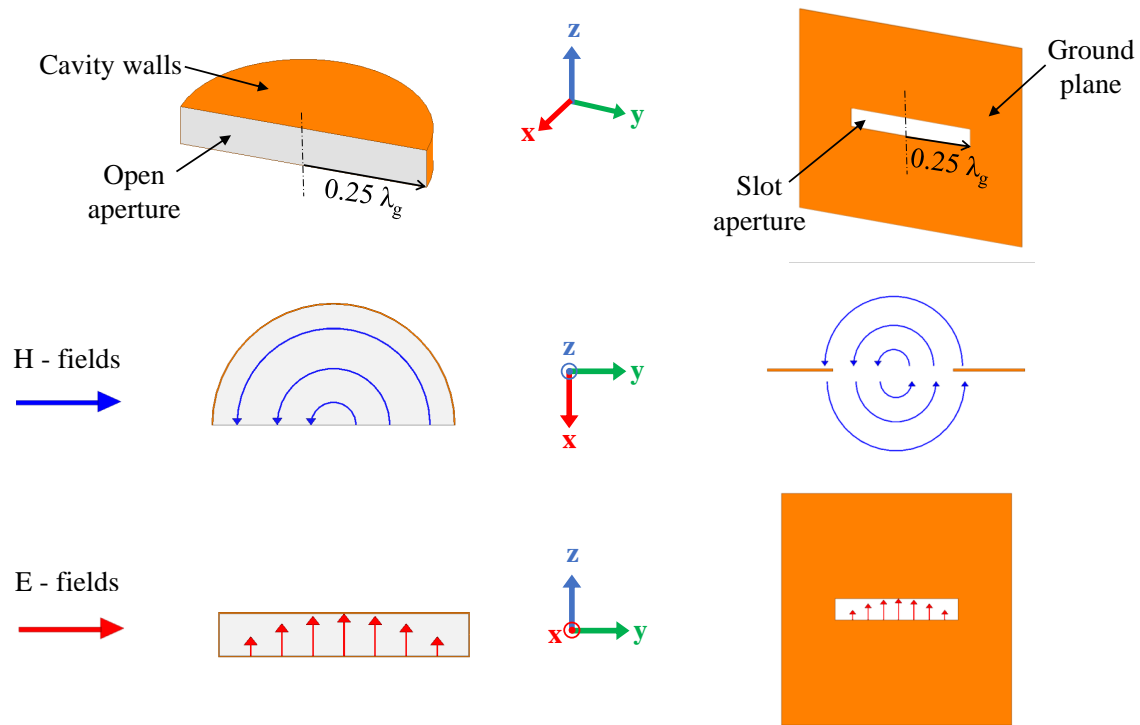 Cavity walls
Open
aperture
0.25 λg
z
x
y
Ground
plane
Slot
aperture
0.25 λg
H - fields
z
y
x
E - fields
z
x
y